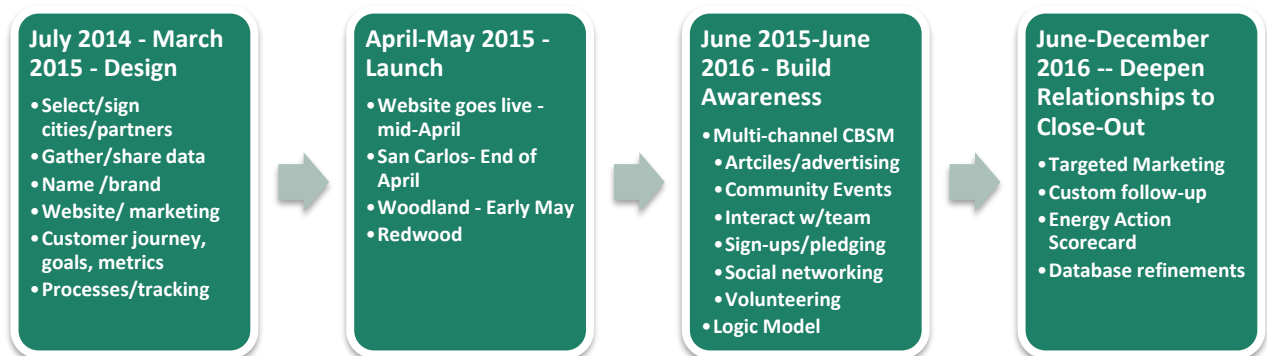 July 2014 - March
2015 - Design
•Select/sign
cities/partners
•Gather/share data
•Name /brand
•Website/ marketing
•Customer journey,
goals, metrics
•Processes/tracking
April-May 2015 -
Launch
•Website goes live -
mid-April
•San Carlos- End of
April
•Woodland - Early May
•Redwood
June 2015-June
2016 - Build
Awareness
•Multi-channel CBSM
•Artciles/advertising
•Community Events
•Interact w/team
•Sign-ups/pledging
•Social networking
•Volunteering
•Logic Model
June-December
2016 -- Deepen
Relationships to
Close-Out
•Targeted Marketing
•Custom follow-up
•Energy Action
Scorecard
•Database refinements